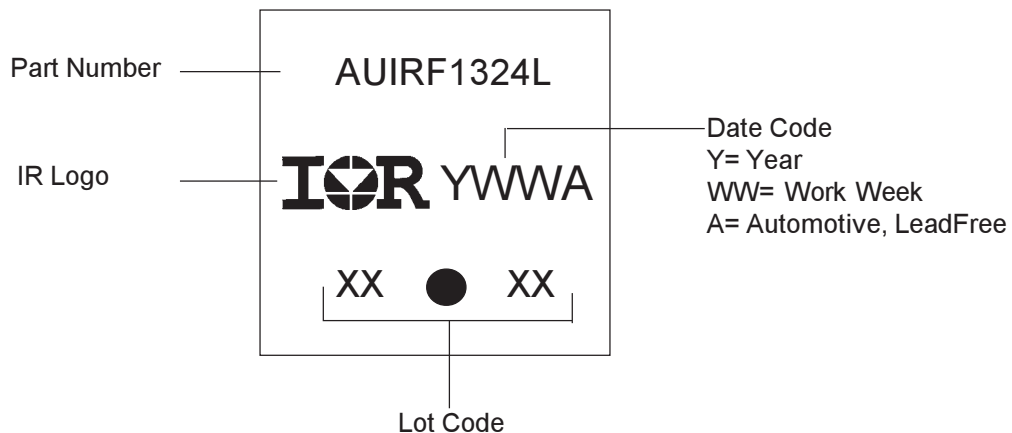 Part Number
AUIRF1324L
IR Logo
IOR YWWA
Date Code
Y= Year
WW= Work Week
A= Automotive, LeadFree
XX ● XX
Lot Code